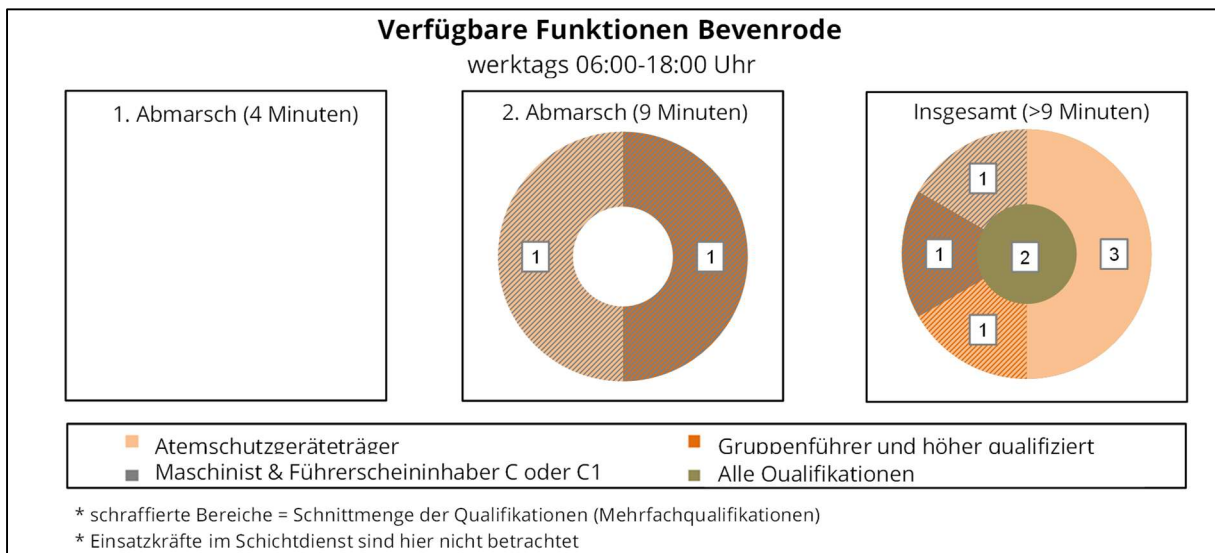 Verfügbare Funktionen Bevenrode
werktags 06:00-18:00 Uhr
1. Abmarsch (4 Minuten)
2. Abmarsch (9 Minuten)
1
1
Insgesamt (>9 Minuten)
1
1
2
3
1
Atemschutzgeräteträger
Gruppenführer und höher qualifiziert
Maschinist & Führerscheininhaber C oder C1
Alle Qualifikationen
* schraffierte Bereiche = Schnittmenge der Qualifikationen (Mehrfachqualifikationen)
* Einsatzkräfte im Schichtdienst sind hier nicht betrachtet